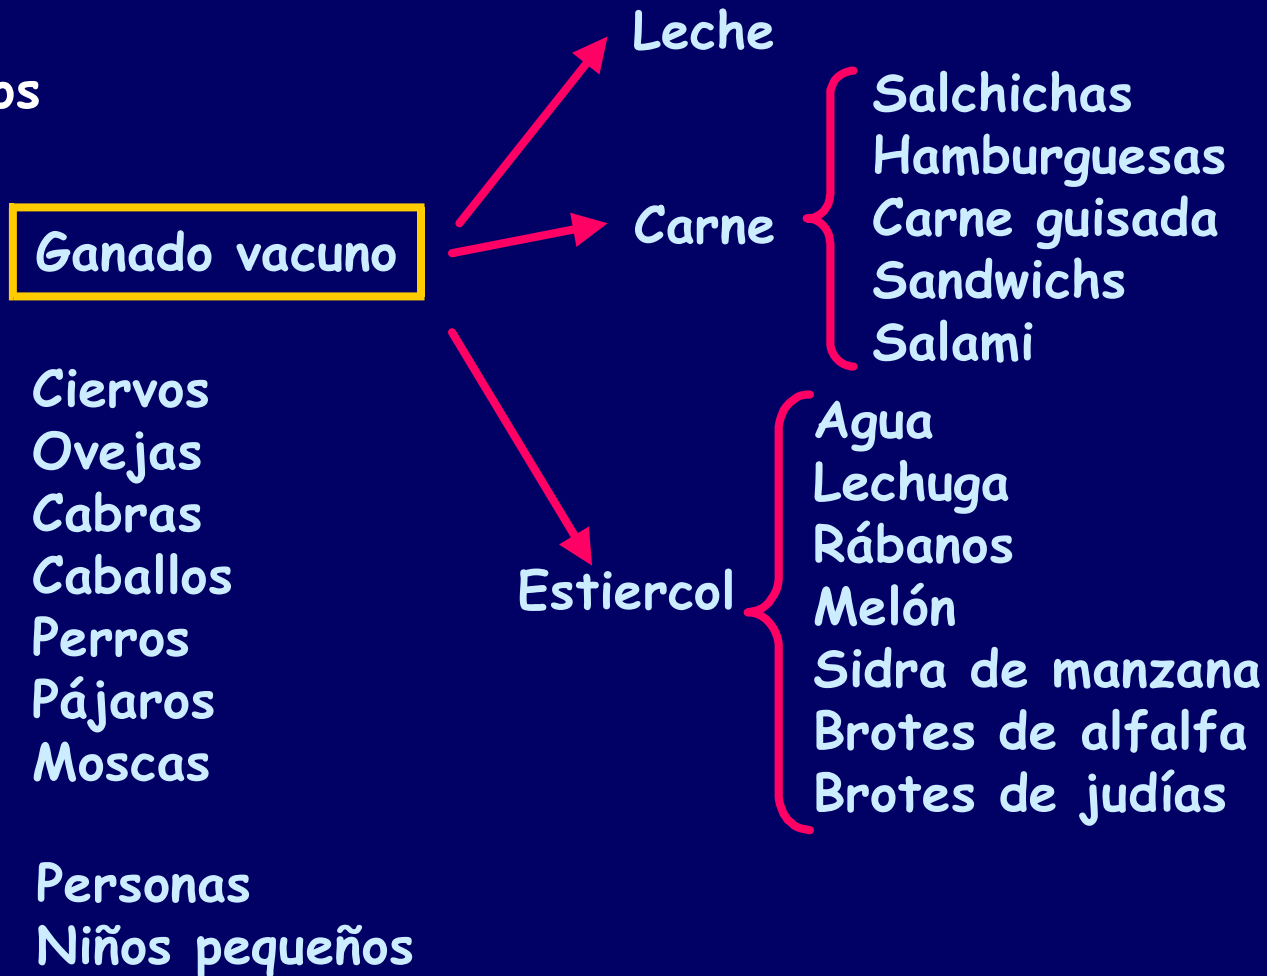 os
Ganado vacuno
Ciervos
Ovejas
Cabras
Caballos
Perros
Pájaros
Moscas
Personas
Niños pequeños
Leche
Carne
Salchichas
Hamburguesas
Carne guisada
Sandwichs
Salami
Estiercol
Agua
Lechuga
Rábanos
Melón
Sidra de manzana
Brotes de alfalfa
Brotes de judías